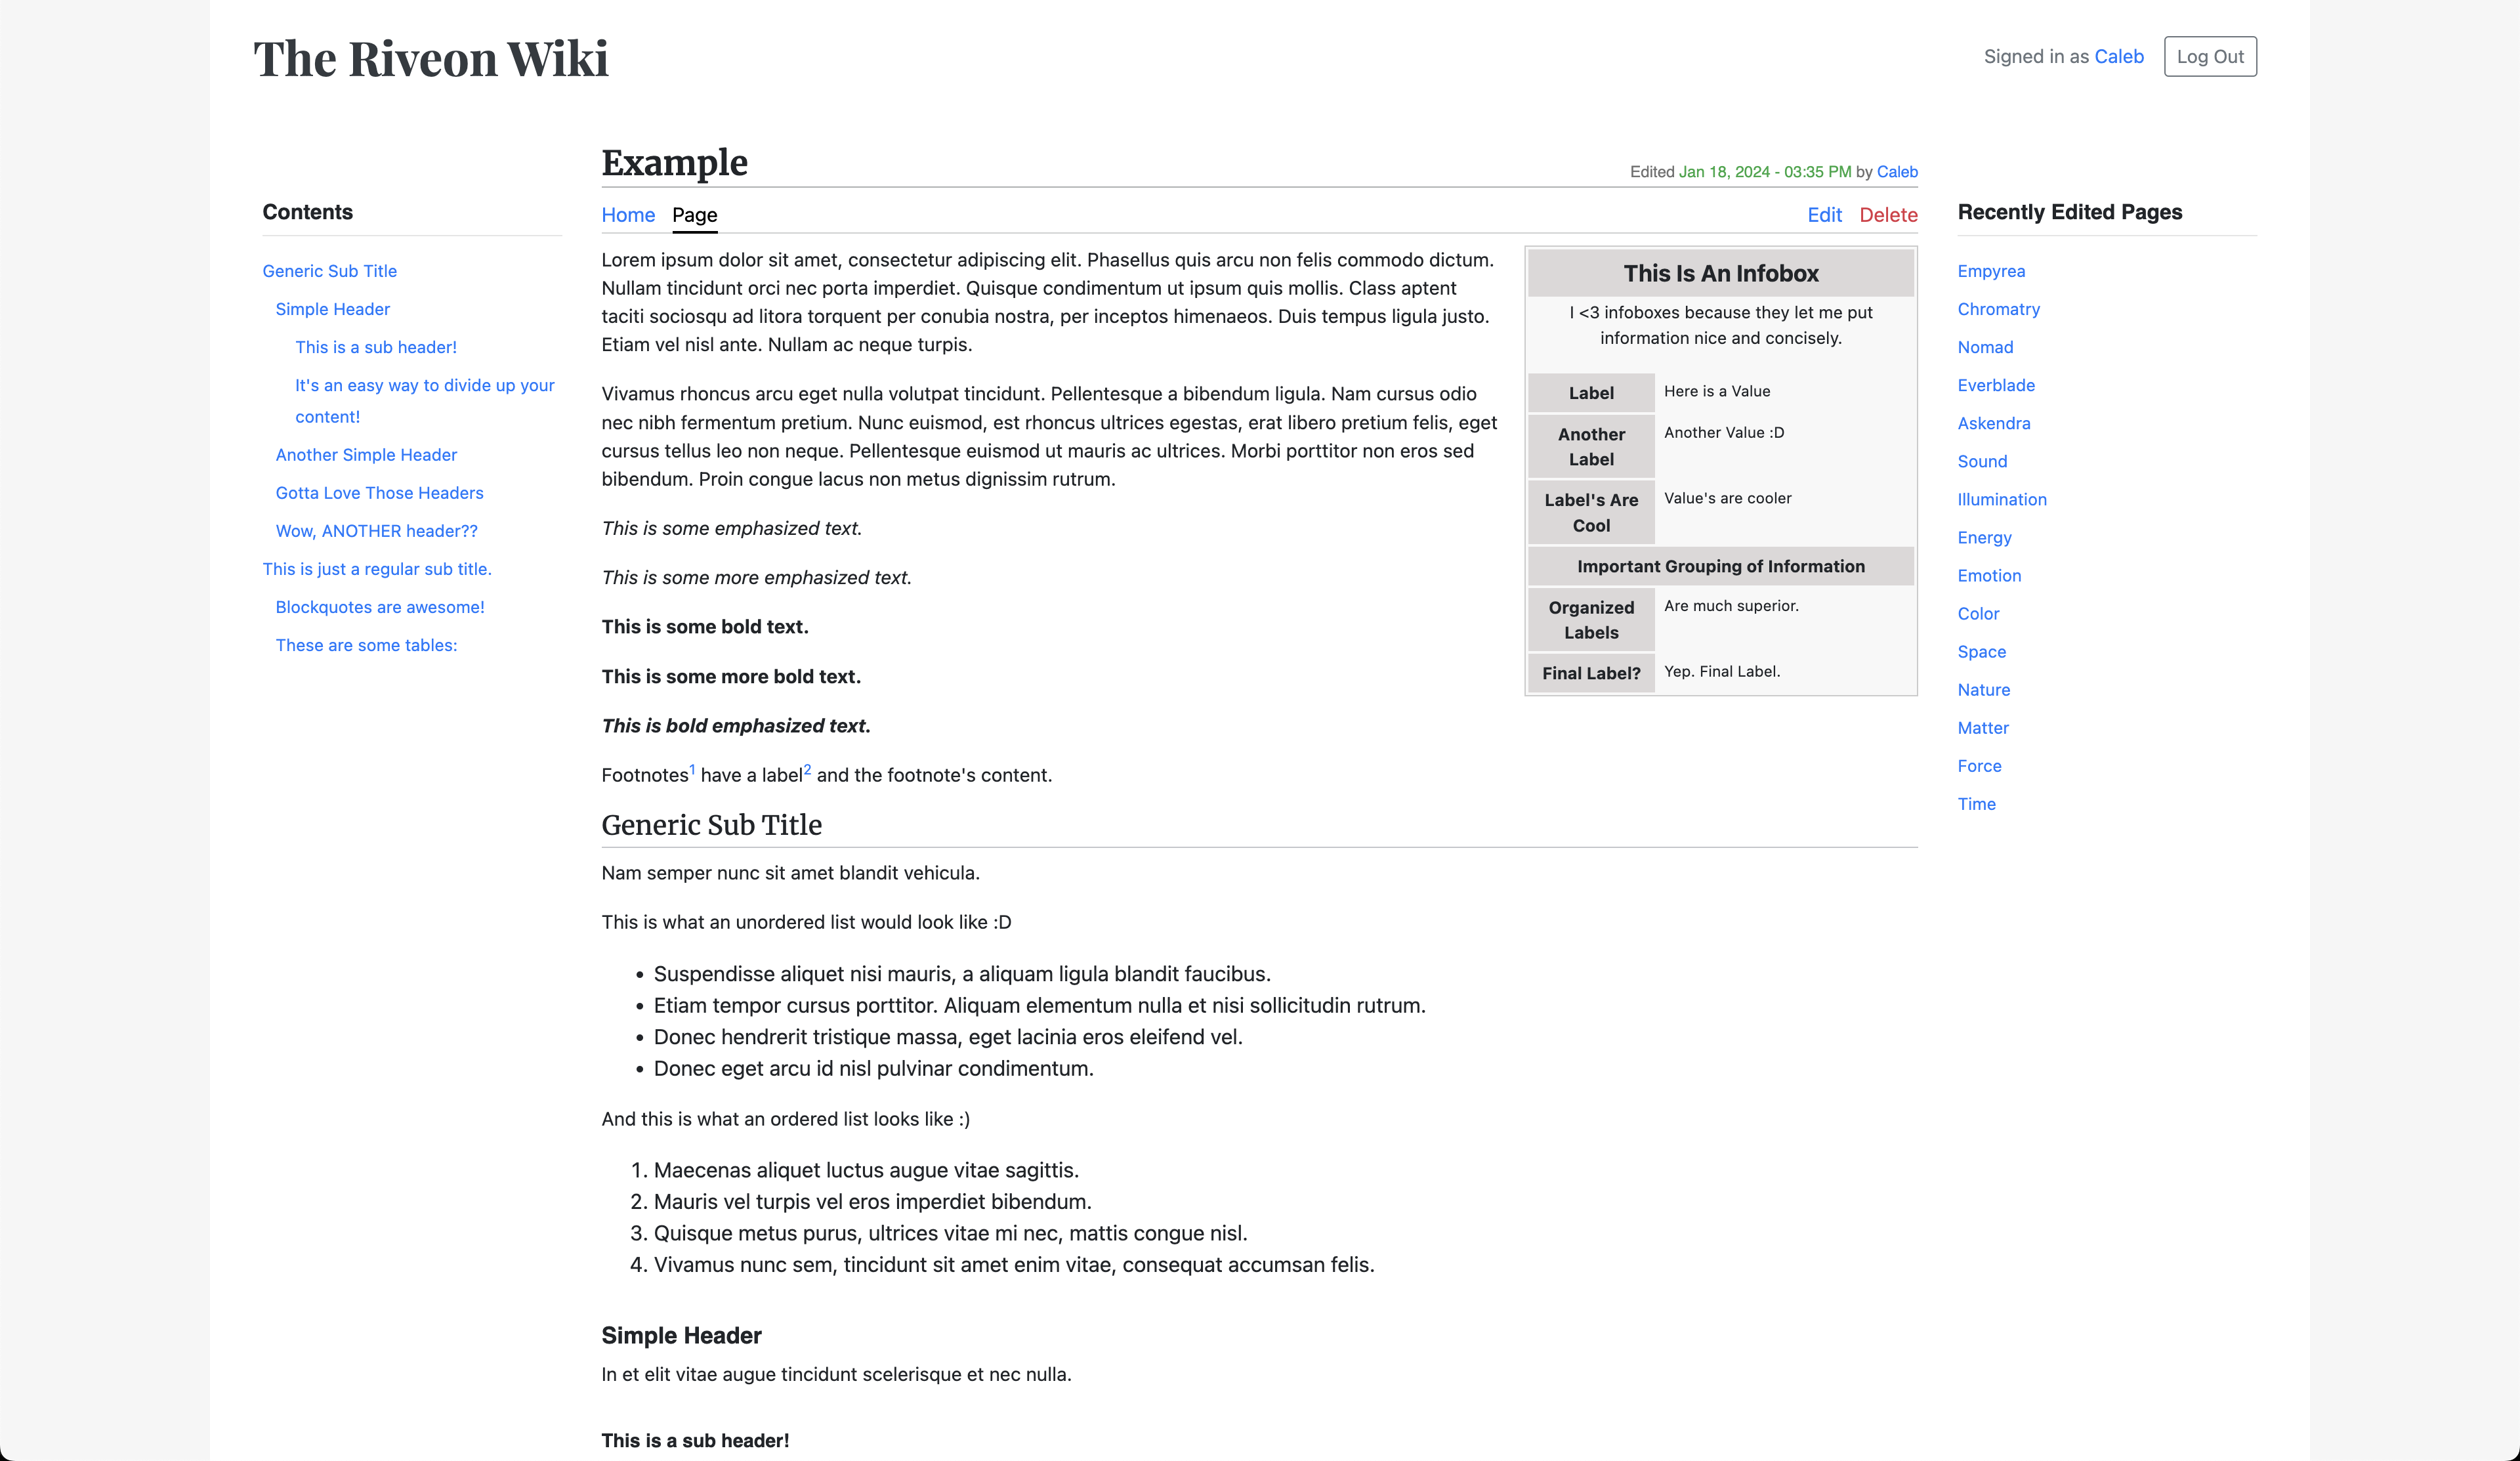 The Riveon Wiki
Signed in as Caleb
Log Out
Contents
Generic Sub Title
Simple Header
This is a sub header!
It's an easy way to divide up your
content!
Another Simple Header
Gotta Love Those Headers
Wow, ANOTHER header??
This is just a regular sub title.
Blockquotes are awesome!
These are some tables:
Example
Edited Jan 18, 2024 - 03:35 PM by Caleb
Home Page
Edit Delete
Lorem ipsum dolor sit amet, consectetur adipiscing elit. Phasellus quis arcu non felis commodo dictum.
Nullam tincidunt orci nec porta imperdiet. Quisque condimentum ut ipsum quis mollis. Class aptent
taciti sociosqu ad litora torquent per conubia nostra, per inceptos himenaeos. Duis tempus ligula justo.
Etiam vel nisl ante. Nullam ac neque turpis.
Vivamus rhoncus arcu eget nulla volutpat tincidunt. Pellentesque a bibendum ligula. Nam cursus odio
nec nibh fermentum pretium. Nunc euismod, est rhoncus ultrices egestas, erat libero pretium felis, eget
cursus tellus leo non neque. Pellentesque euismod ut mauris ac ultrices. Morbi porttitor non eros sed
bibendum. Proin congue lacus non metus dignissim rutrum.
This is some emphasized text.
This is some more emphasized text.
This is some bold text.
This is some more bold text.
This is bold emphasized text.
Footnotes1 have a label2 and the footnote's content.
This Is An Infobox
I <3 infoboxes because they let me put
information nice and concisely.
Label Here is a Value
Another Another Value :D
Label
Label's Are Value's are cooler
Cool
Important Grouping of Information
Organized Are much superior.
Labels
Final Label? Yep. Final Label.
Generic Sub Title
Nam semper nunc sit amet blandit vehicula.
This is what an unordered list would look like :D
• Suspendisse aliquet nisi mauris, a aliquam ligula blandit faucibus.
• Etiam tempor cursus porttitor. Aliquam elementum nulla et nisi sollicitudin rutrum.
• Donec hendrerit tristique massa, eget lacinia eros eleifend vel.
• Donec eget arcu id nisl pulvinar condimentum.
And this is what an ordered list looks like :)
1. Maecenas aliquet luctus augue vitae sagittis.
2. Mauris vel turpis vel eros imperdiet bibendum.
3. Quisque metus purus, ultrices vitae mi nec, mattis congue nisl.
4. Vivamus nunc sem, tincidunt sit amet enim vitae, consequat accumsan felis.
Simple Header
In et elit vitae augue tincidunt scelerisque et nec nulla.
This is a sub header!
Recently Edited Pages
Empyrea
Chromatry
Nomad
Everblade
Askendra
Sound
Illumination
Energy
Emotion
Color
Space
Nature
Matter
Force
Time